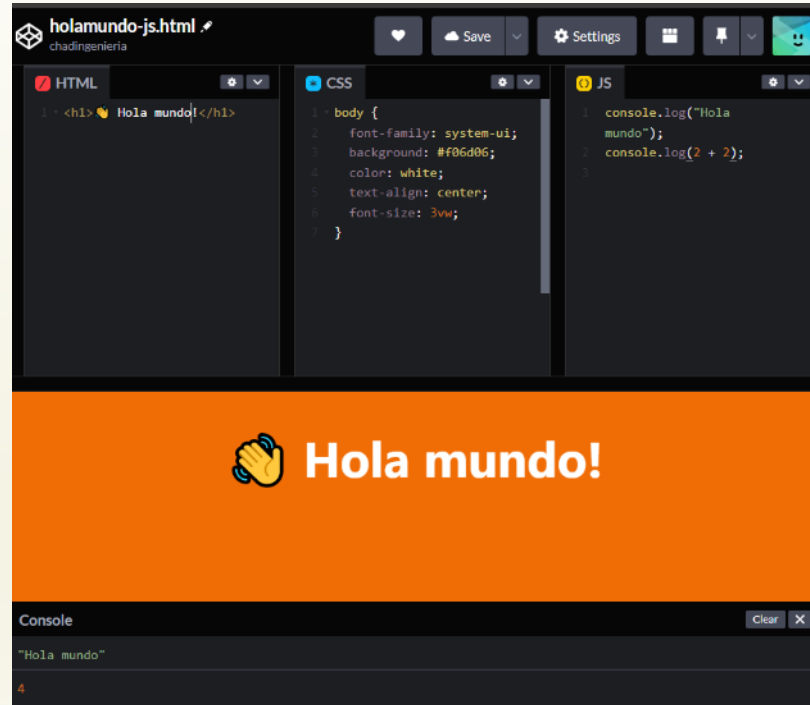 holamundo-js.html
chadingenieria
Save
Settings
HTML
1 <h1>👋 Hola mundo!</h1>
CSS
1 body {
2 font-family: system-ui;
3 background: #f06d06;
4 color: white;
5 text-align: center;
6 font-size: 3vw;
7 }
JS
1 console.log("Hola
mundo");
2 console.log(2 + 2);
3
👋 Hola mundo!
Console
Clear X
"Hola mundo"
4